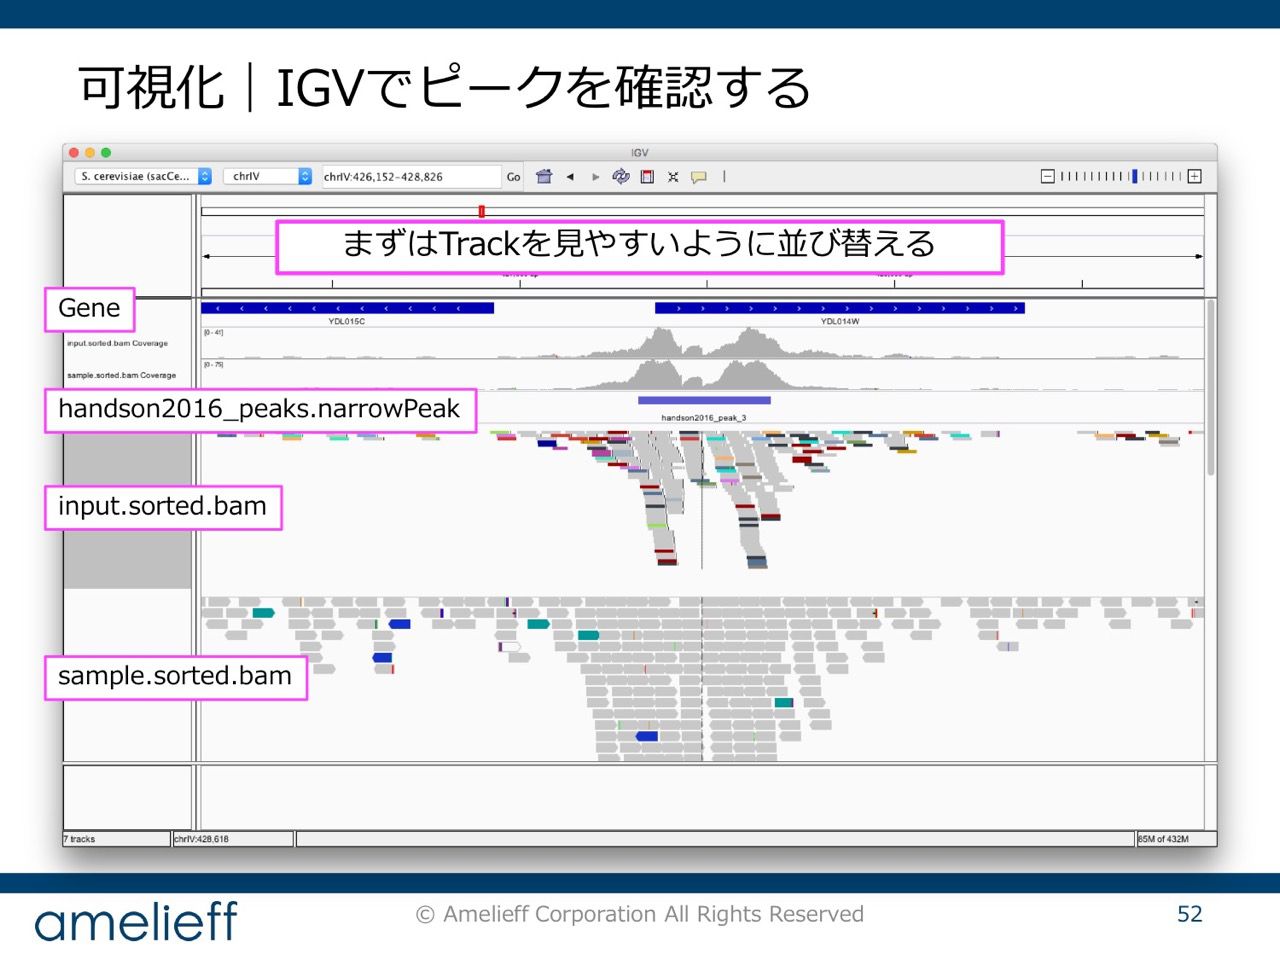 可視化｜IGVでピークを確認する
IGV
S. cerevisiae (sacCe... chrIV chrIV:426,152-428,826 Go
まずはTrackを見やすいように並び替える
Gene
YDL015C YDL014W
input.sorted.bam Coverage [0 - 41]
sample.sorted.bam Coverage [0 - 75]
handson2016_peaks.narrowPeak
handson2016_peak_3
input.sorted.bam
sample.sorted.bam
7 tracks chrIV:428,618 65M of 432M
amelieff © Amelieff Corporation All Rights Reserved 52